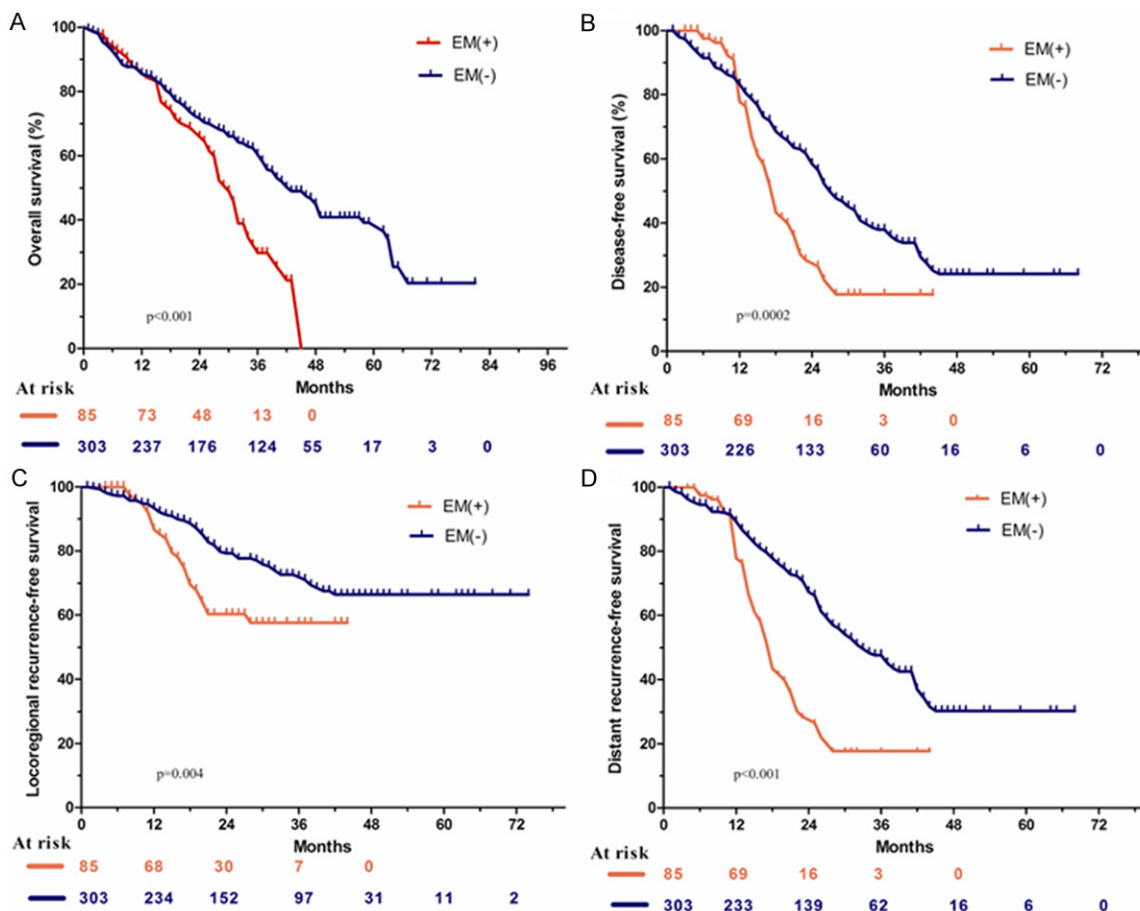 A
Overall survival (%)
100
80
60
40
20
0
EM(+)
EM(-)
p<0.001
0 12 24 36 48 60 72 84 96
Months
At risk
85 73 48 13 0
303 237 176 124 55 17 3 0
B
Disease-free survival (%)
100
80
60
40
20
0
EM(+)
EM(-)
p=0.0002
0 12 24 36 48 60 72
Months
At risk
85 69 16 3 0
303 226 133 60 16 6 0
C
Locoregional recurrence-free survival
100
80
60
40
20
0
EM(+)
EM(-)
p=0.004
0 12 24 36 48 60 72
Months
At risk
85 68 30 7 0
303 234 152 97 31 11 2
D
Distant recurrence-free survival
100
80
60
40
20
0
EM(+)
EM(-)
p<0.001
0 12 24 36 48 60 72
Months
At risk
85 69 16 3 0
303 233 139 62 16 6 0